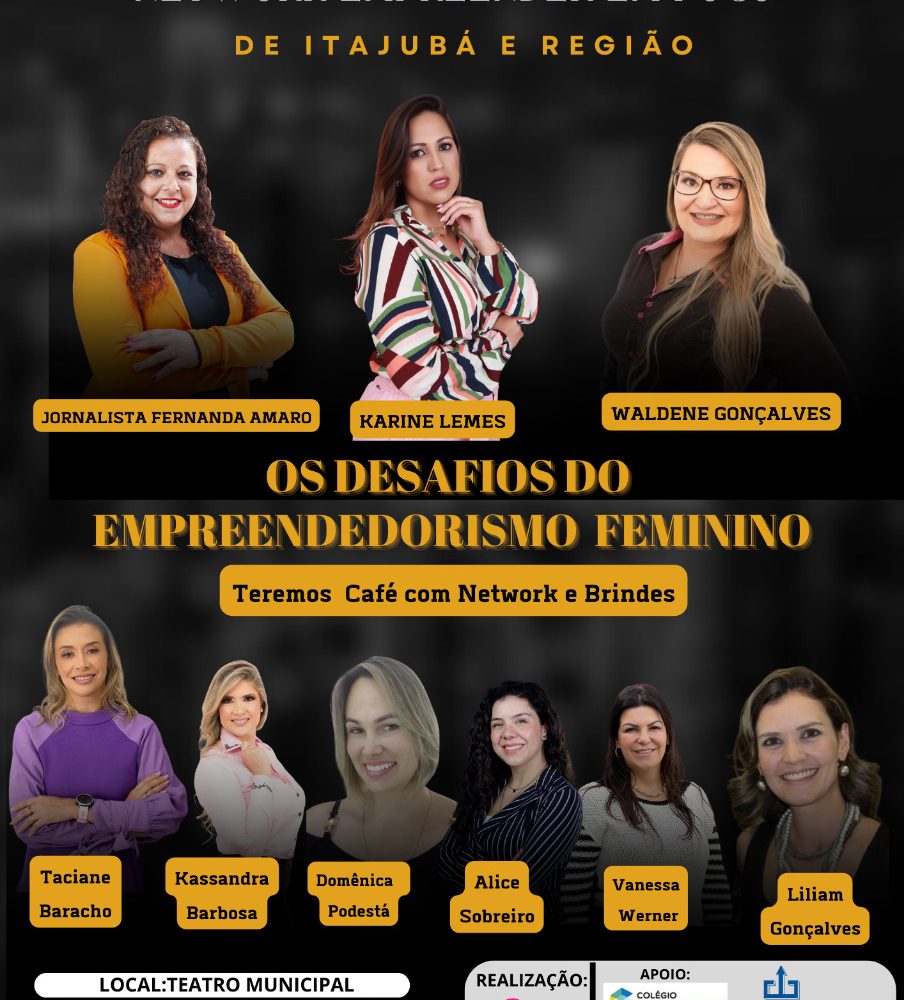 DE ITAJUBÁ E REGIÃO
JORNALISTA FERNANDA AMARO
KARINE LEMES
WALDENE GONÇALVES
OS DESAFIOS DO
EMPREENDEDORISMO FEMININO
Teremos Café com Network e Brindes
Taciane
Baracho
Kassandra
Barbosa
Domênica
Podestá
Alice
Sobreiro
Vanessa
Werner
Liliam
Gonçalves
LOCAL:TEATRO MUNICIPAL
REALIZAÇÃO:
APOIO:
COLÉGIO